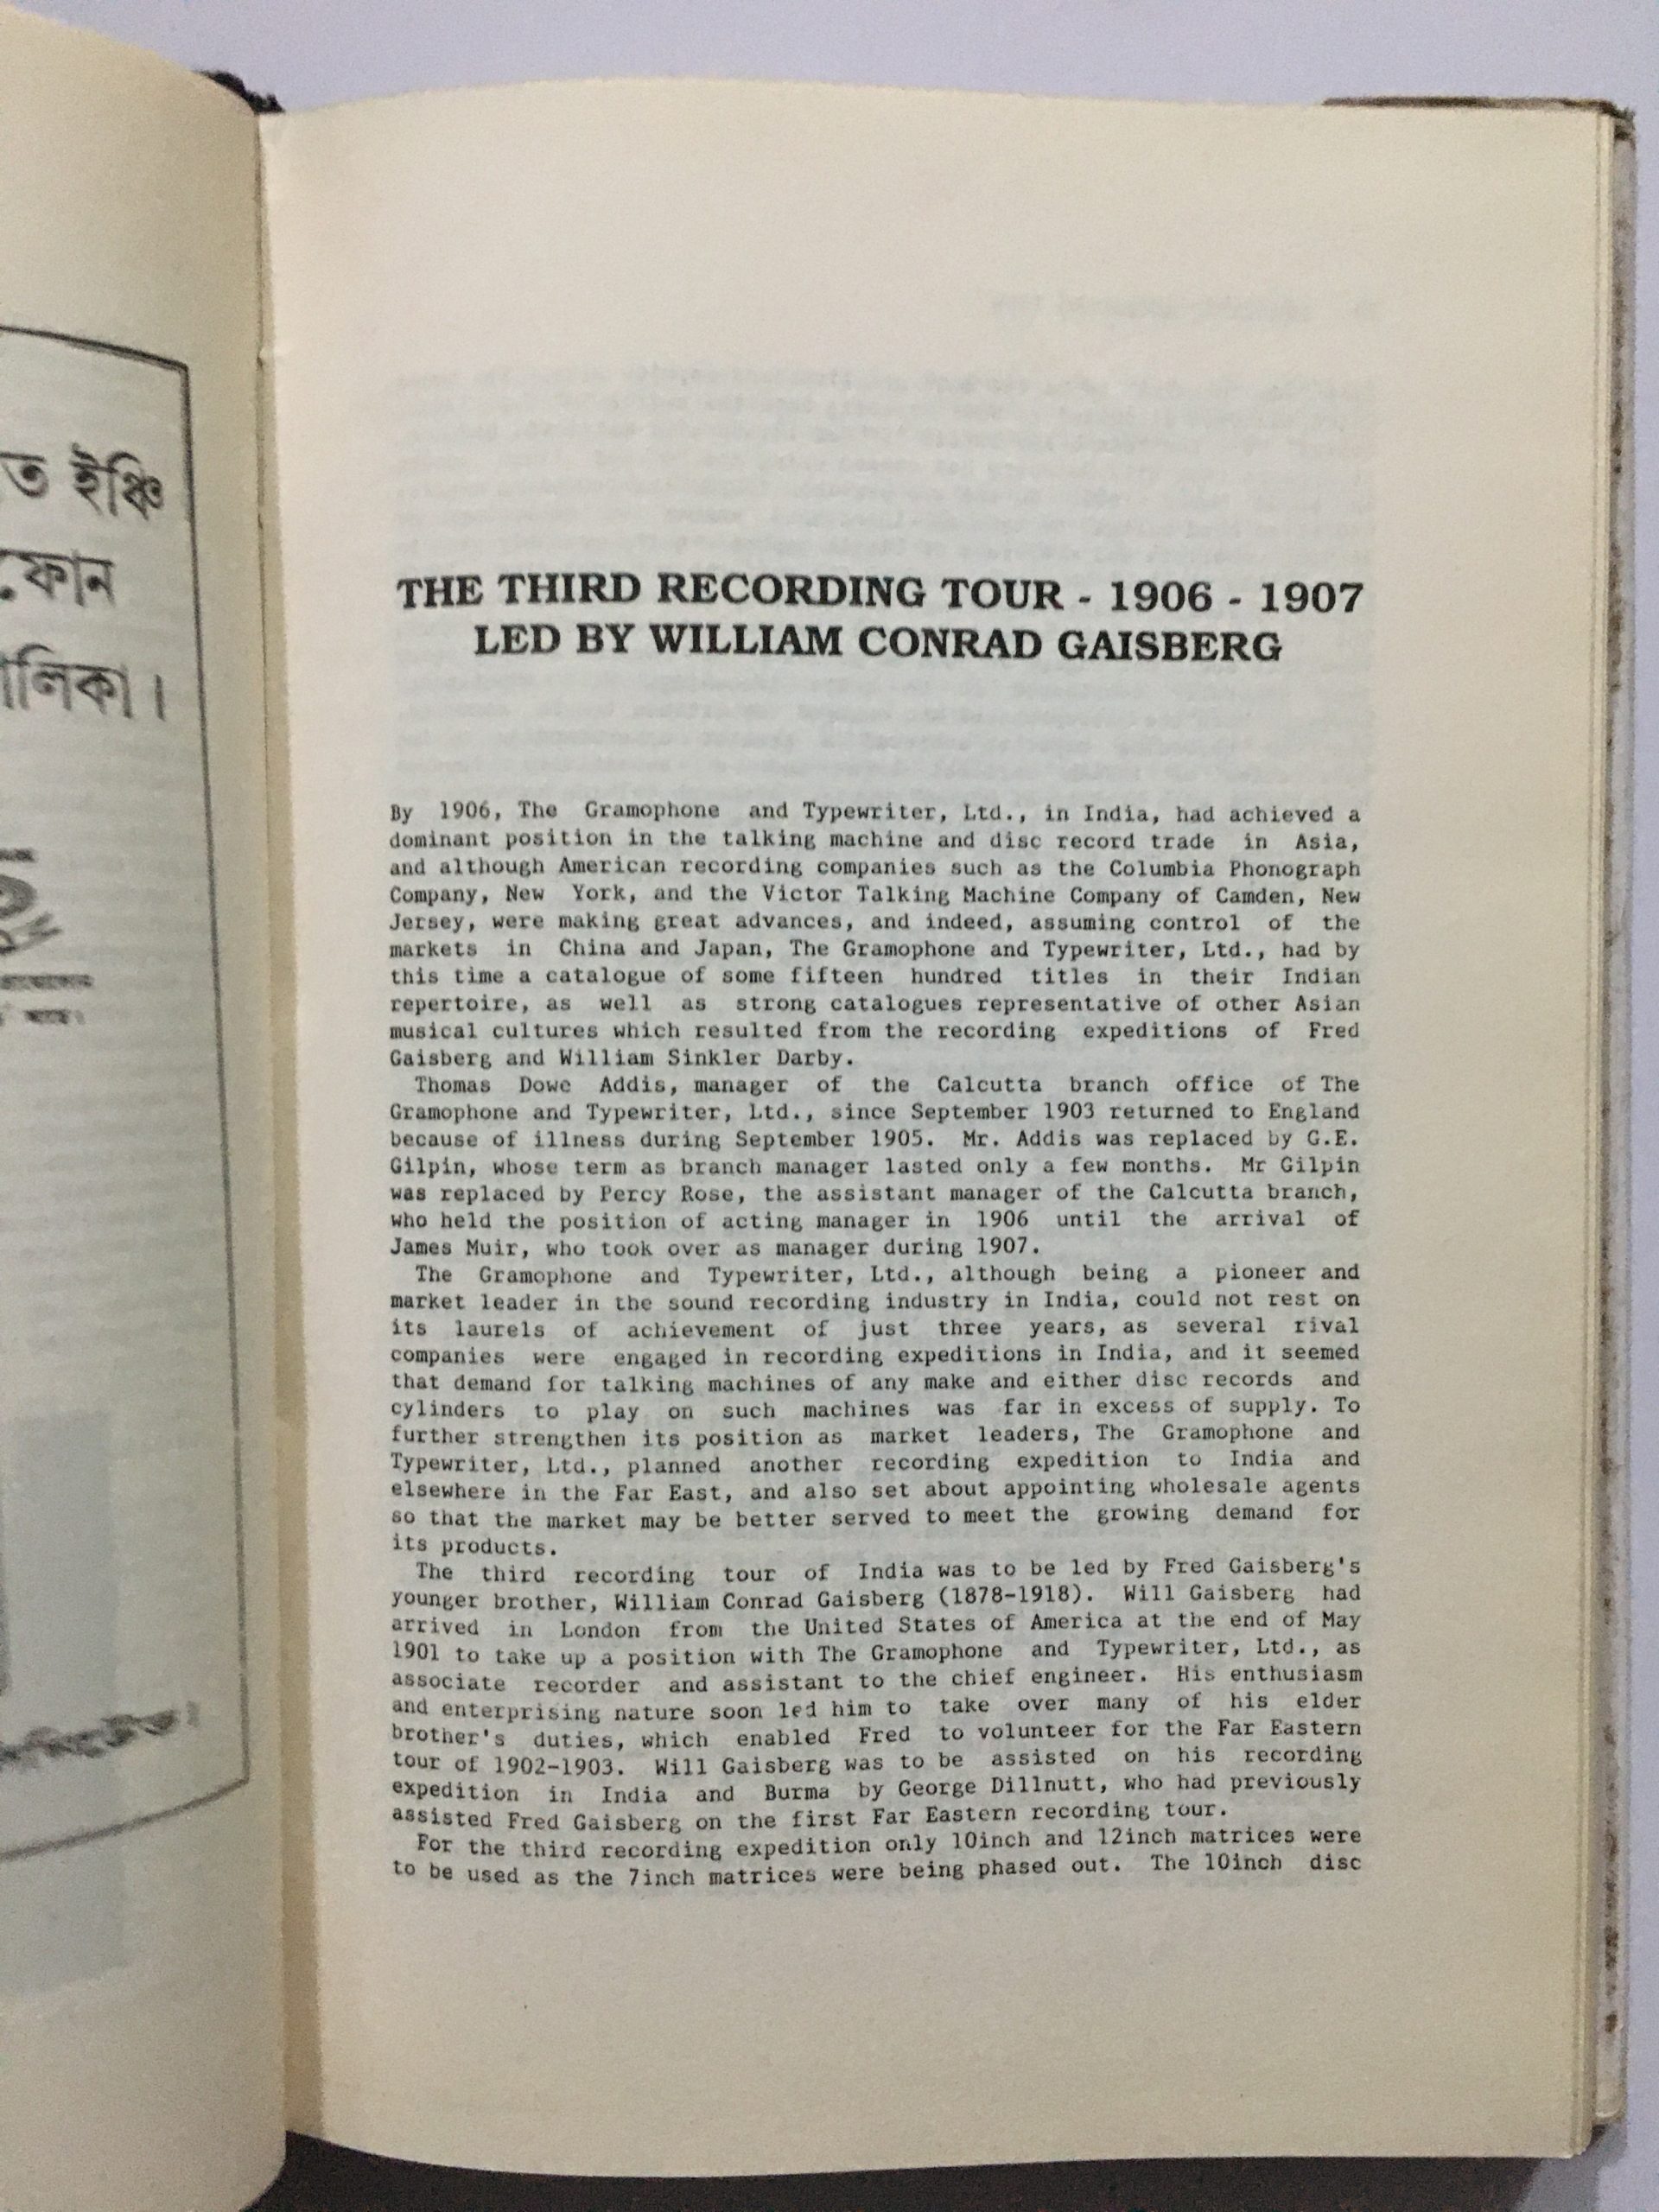 ত ইঞ্চি
ফোন
লিকা।
THE THIRD RECORDING TOUR - 1906 - 1907
LED BY WILLIAM CONRAD GAISBERG
By 1906, The Gramophone and Typewriter, Ltd., in India, had achieved a
dominant position in the talking machine and disc record trade in Asia,
and although American recording companies such as the Columbia Phonograph
Company, New York, and the Victor Talking Machine Company of Camden, New
Jersey, were making great advances, and indeed, assuming control of the
markets in China and Japan, The Gramophone and Typewriter, Ltd., had by
this time a catalogue of some fifteen hundred titles in their Indian
repertoire, as well as strong catalogues representative of other Asian
musical cultures which resulted from the recording expeditions of Fred
Gaisberg and William Sinkler Darby.
Thomas Dowe Addis, manager of the Calcutta branch office of The
Gramophone and Typewriter, Ltd., since September 1903 returned to England
because of illness during September 1905. Mr. Addis was replaced by G.E.
Gilpin, whose term as branch manager lasted only a few months. Mr Gilpin
was replaced by Percy Rose, the assistant manager of the Calcutta branch,
who held the position of acting manager in 1906 until the arrival of
James Muir, who took over as manager during 1907.
The Gramophone and Typewriter, Ltd., although being a pioneer and
market leader in the sound recording industry in India, could not rest on
its laurels of achievement of just three years, as several rival
companies were engaged in recording expeditions in India, and it seemed
that demand for talking machines of any make and either disc records and
cylinders to play on such machines was far in excess of supply. To
further strengthen its position as market leaders, The Gramophone and
Typewriter, Ltd., planned another recording expedition to India and
elsewhere in the Far East, and also set about appointing wholesale agents
so that the market may be better served to meet the growing demand for
its products.
The third recording tour of India was to be led by Fred Gaisberg's
younger brother, William Conrad Gaisberg (1878-1918). Will Gaisberg had
arrived in London from the United States of America at the end of May
1901 to take up a position with The Gramophone and Typewriter, Ltd., as
associate recorder and assistant to the chief engineer. His enthusiasm
and enterprising nature soon led him to take over many of his elder
brother's duties, which enabled Fred to volunteer for the Far Eastern
tour of 1902-1903. Will Gaisberg was to be assisted on his recording
expedition in India and Burma by George Dillnutt, who had previously
assisted Fred Gaisberg on the first Far Eastern recording tour.
For the third recording expedition only 10inch and 12inch matrices were
to be used as the 7inch matrices were being phased out. The 10inch disc